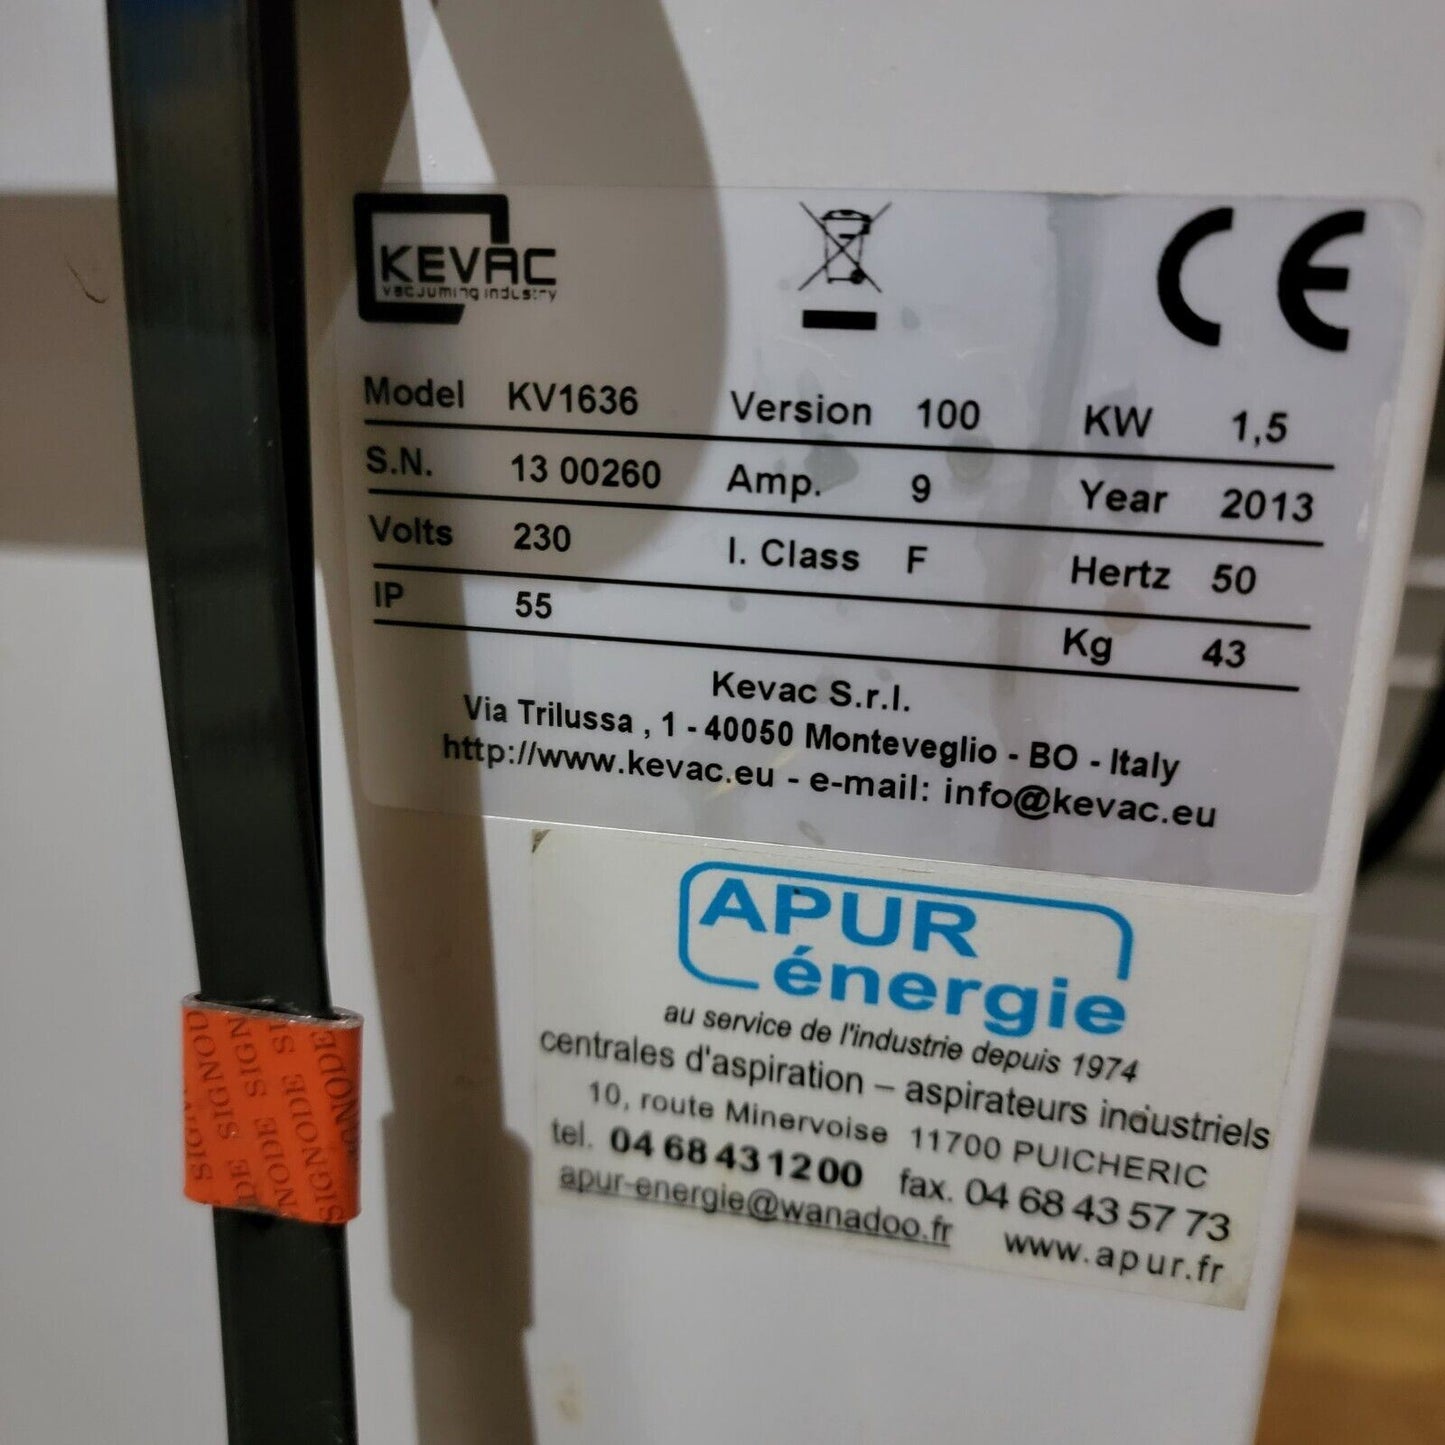 KEVAC
vacuuming industry
CE
Model KV1636 Version 100 KW 1,5
S.N. 13 00260 Amp. 9 Year 2013
Volts 230 I. Class F Hertz 50
IP 55 Kg 43
Kevac S.r.l.
Via Trilussa , 1 - 40050 Monteveglio - BO - Italy
http://www.kevac.eu - e-mail: info@kevac.eu
APUR
énergie
au service de l'industrie depuis 1974
centrales d'aspiration – aspirateurs industriels
10, route Minervoise 11700 PUICHERIC
tel. 04 68 43 12 00 fax. 04 68 43 57 73
apur-energie@wanadoo.fr www.apur.fr
SIGNODE SIGNODE SIGNODE